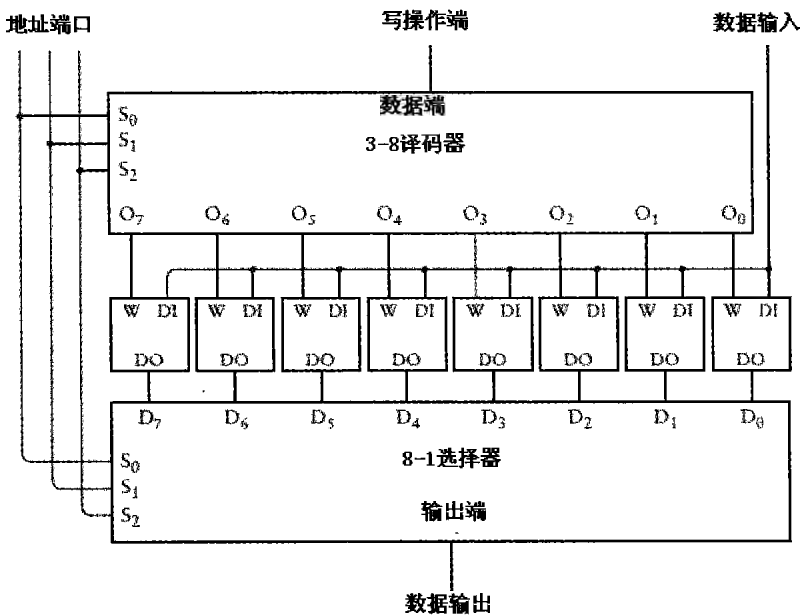 地址端口 写操作端 数据输入
数据端
S0
3-8译码器
S1
S2
O7 O6 O5 O4 O3 O2 O1 O0
W DI W DI W DI W DI W DI W DI W DI W DI
DO DO DO DO DO DO DO DO
D7 D6 D5 D4 D3 D2 D1 D0
S0
8-1选择器
S1
S2
输出端
数据输出